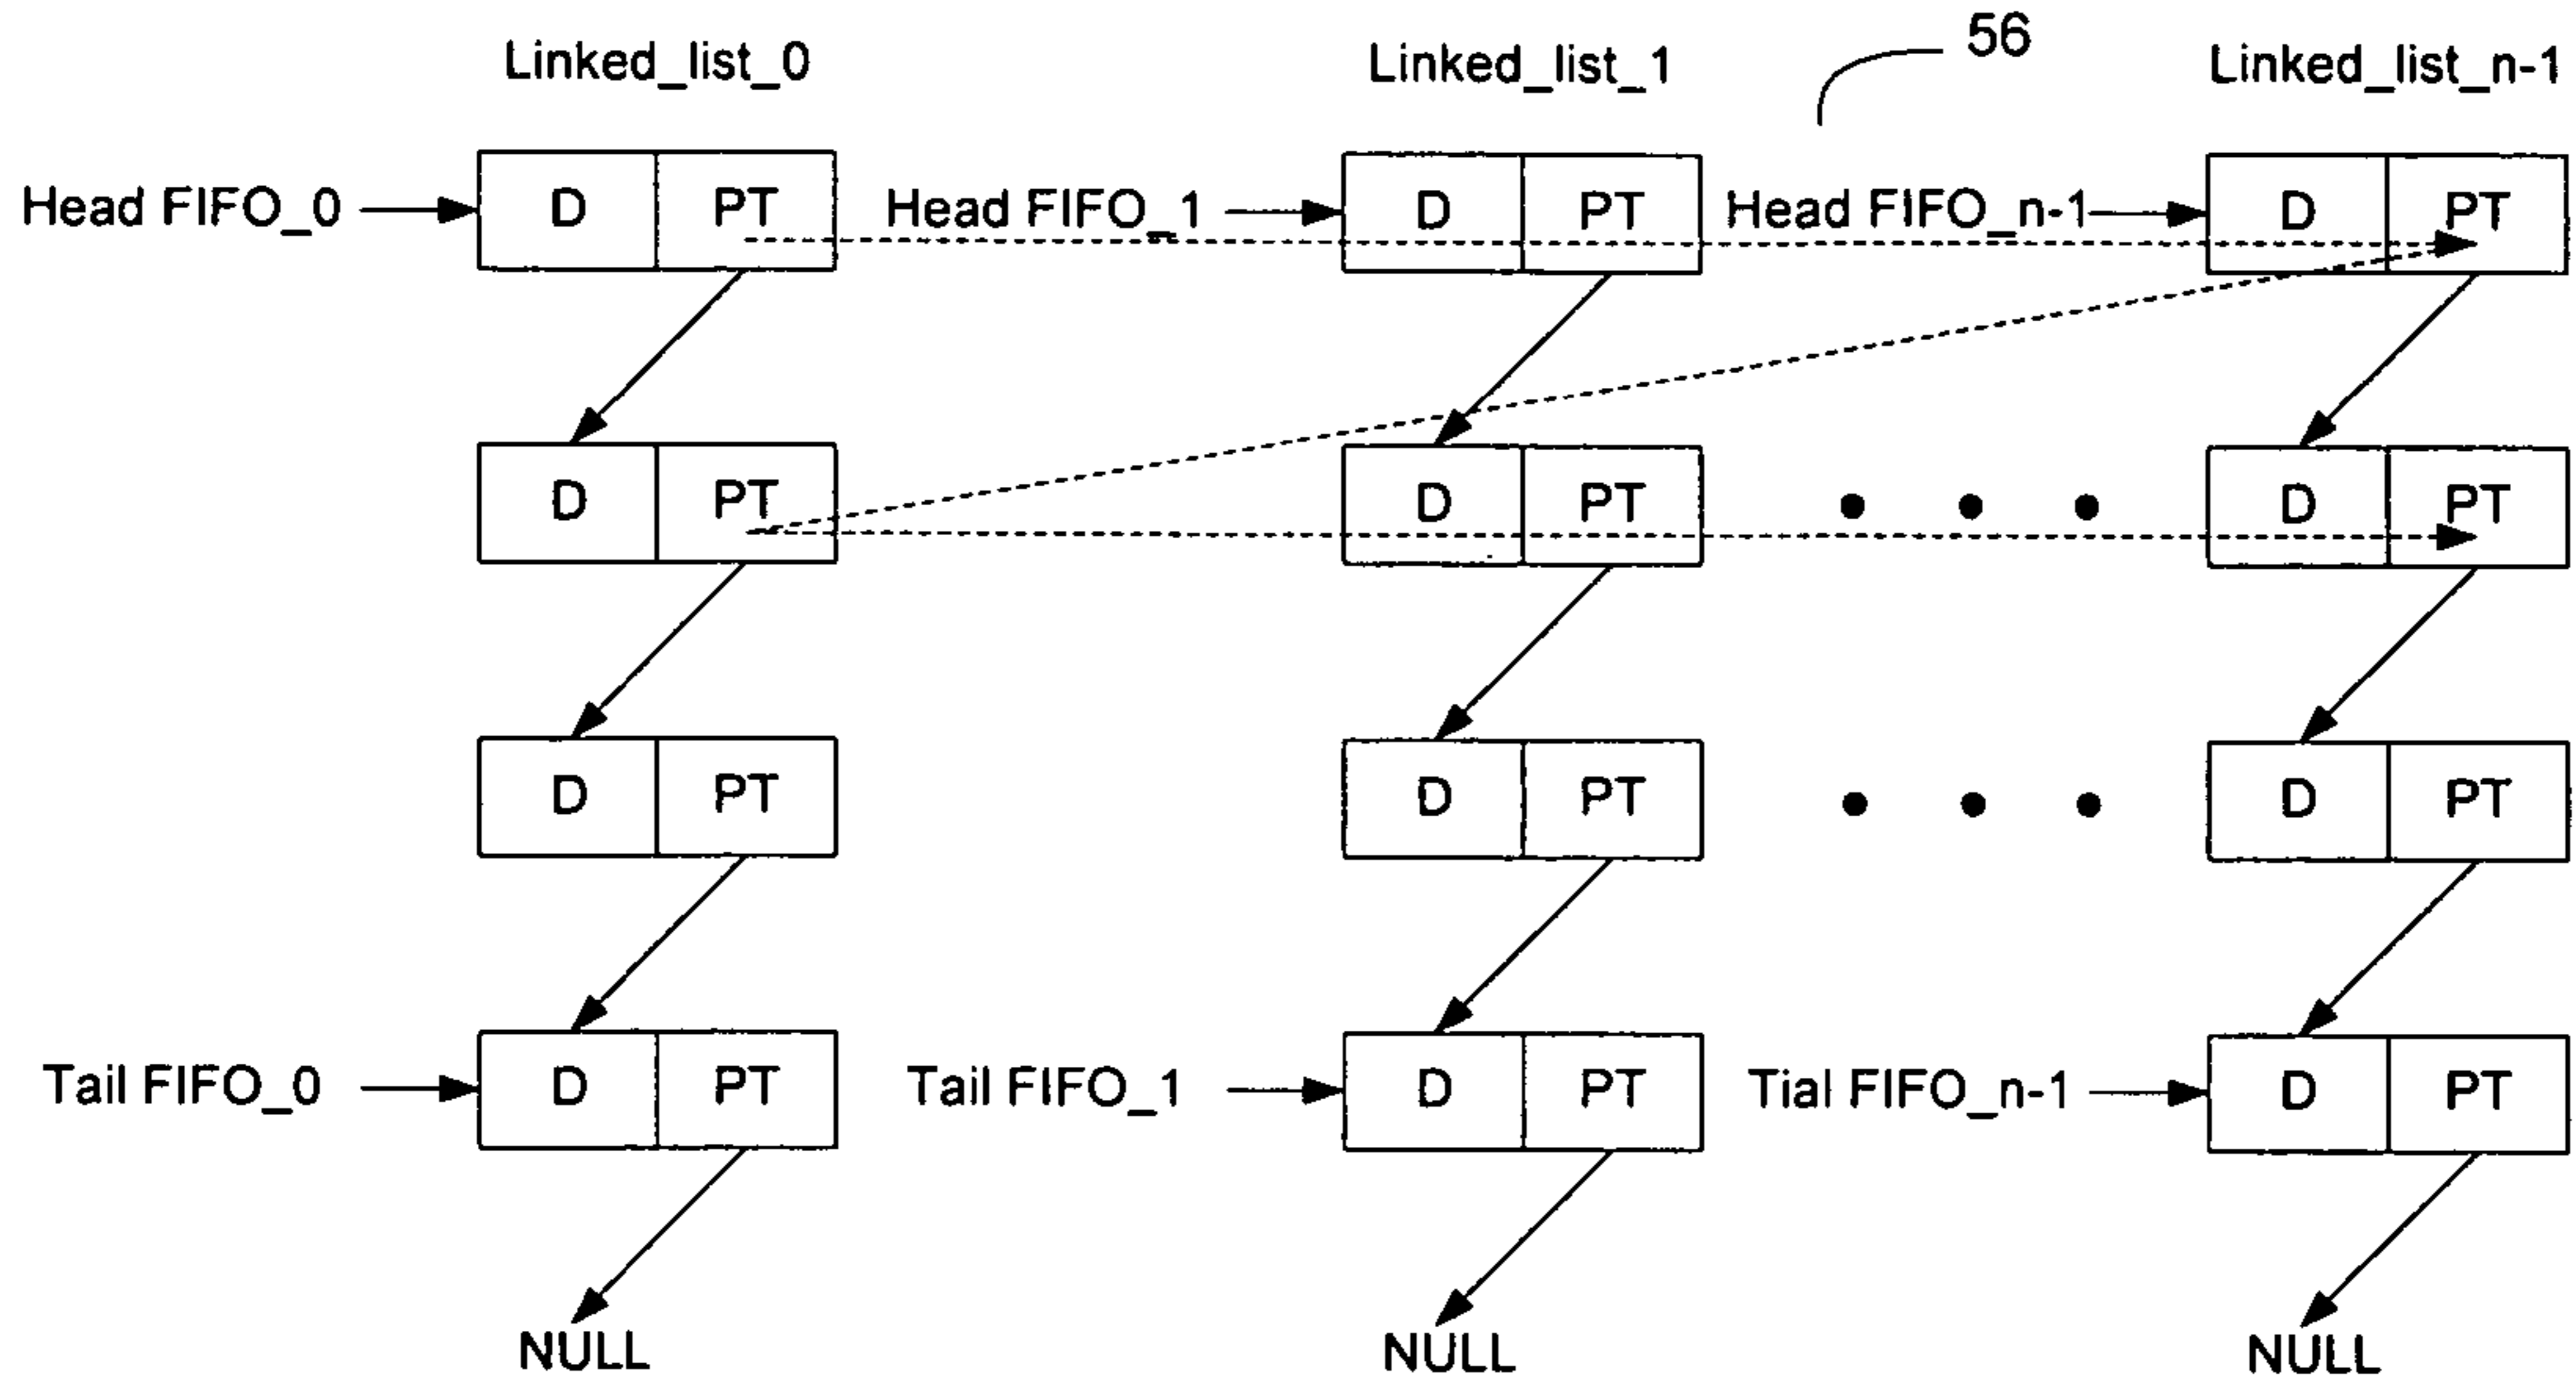 56
Linked_list_0 Linked_list_1 Linked_list_n-1
Head FIFO_0 D PT Head FIFO_1 D PT Head FIFO_n-1 D PT
D PT D PT D PT
D PT D PT D PT
Tail FIFO_0 D PT Tail FIFO_1 D PT Tial FIFO_n-1 D PT
NULL NULL NULL